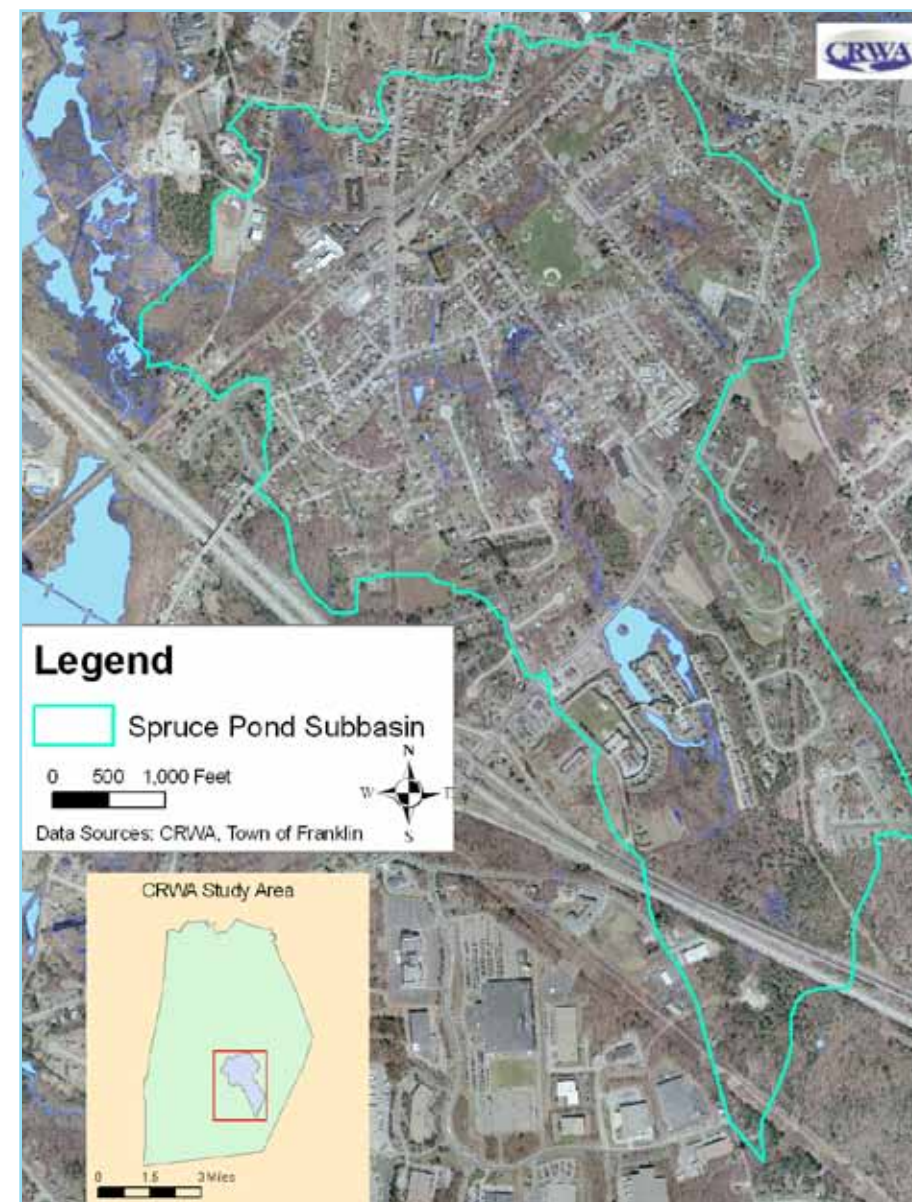 CRWA
Legend
Spruce Pond Subbasin
0 500 1,000 Feet
N
W
S
Data Sources: CRWA, Town of Franklin
CRWA Study Area
0 1.5 3 Miles